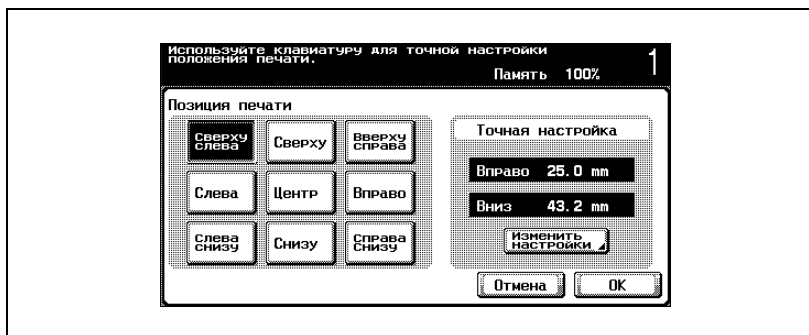 Используйте клавиатуру для точной настройки
положения печати.
Память 100%
1
Позиция печати
Сверху
слева
Сверху
Вверху
справа
Слева
Центр
Вправо
Слева
снизу
Снизу
Справа
Снизу
Точная настройка
Вправо 25.0 mm
Вниз 43.2 mm
Изменить
настройки
Отмена
OK